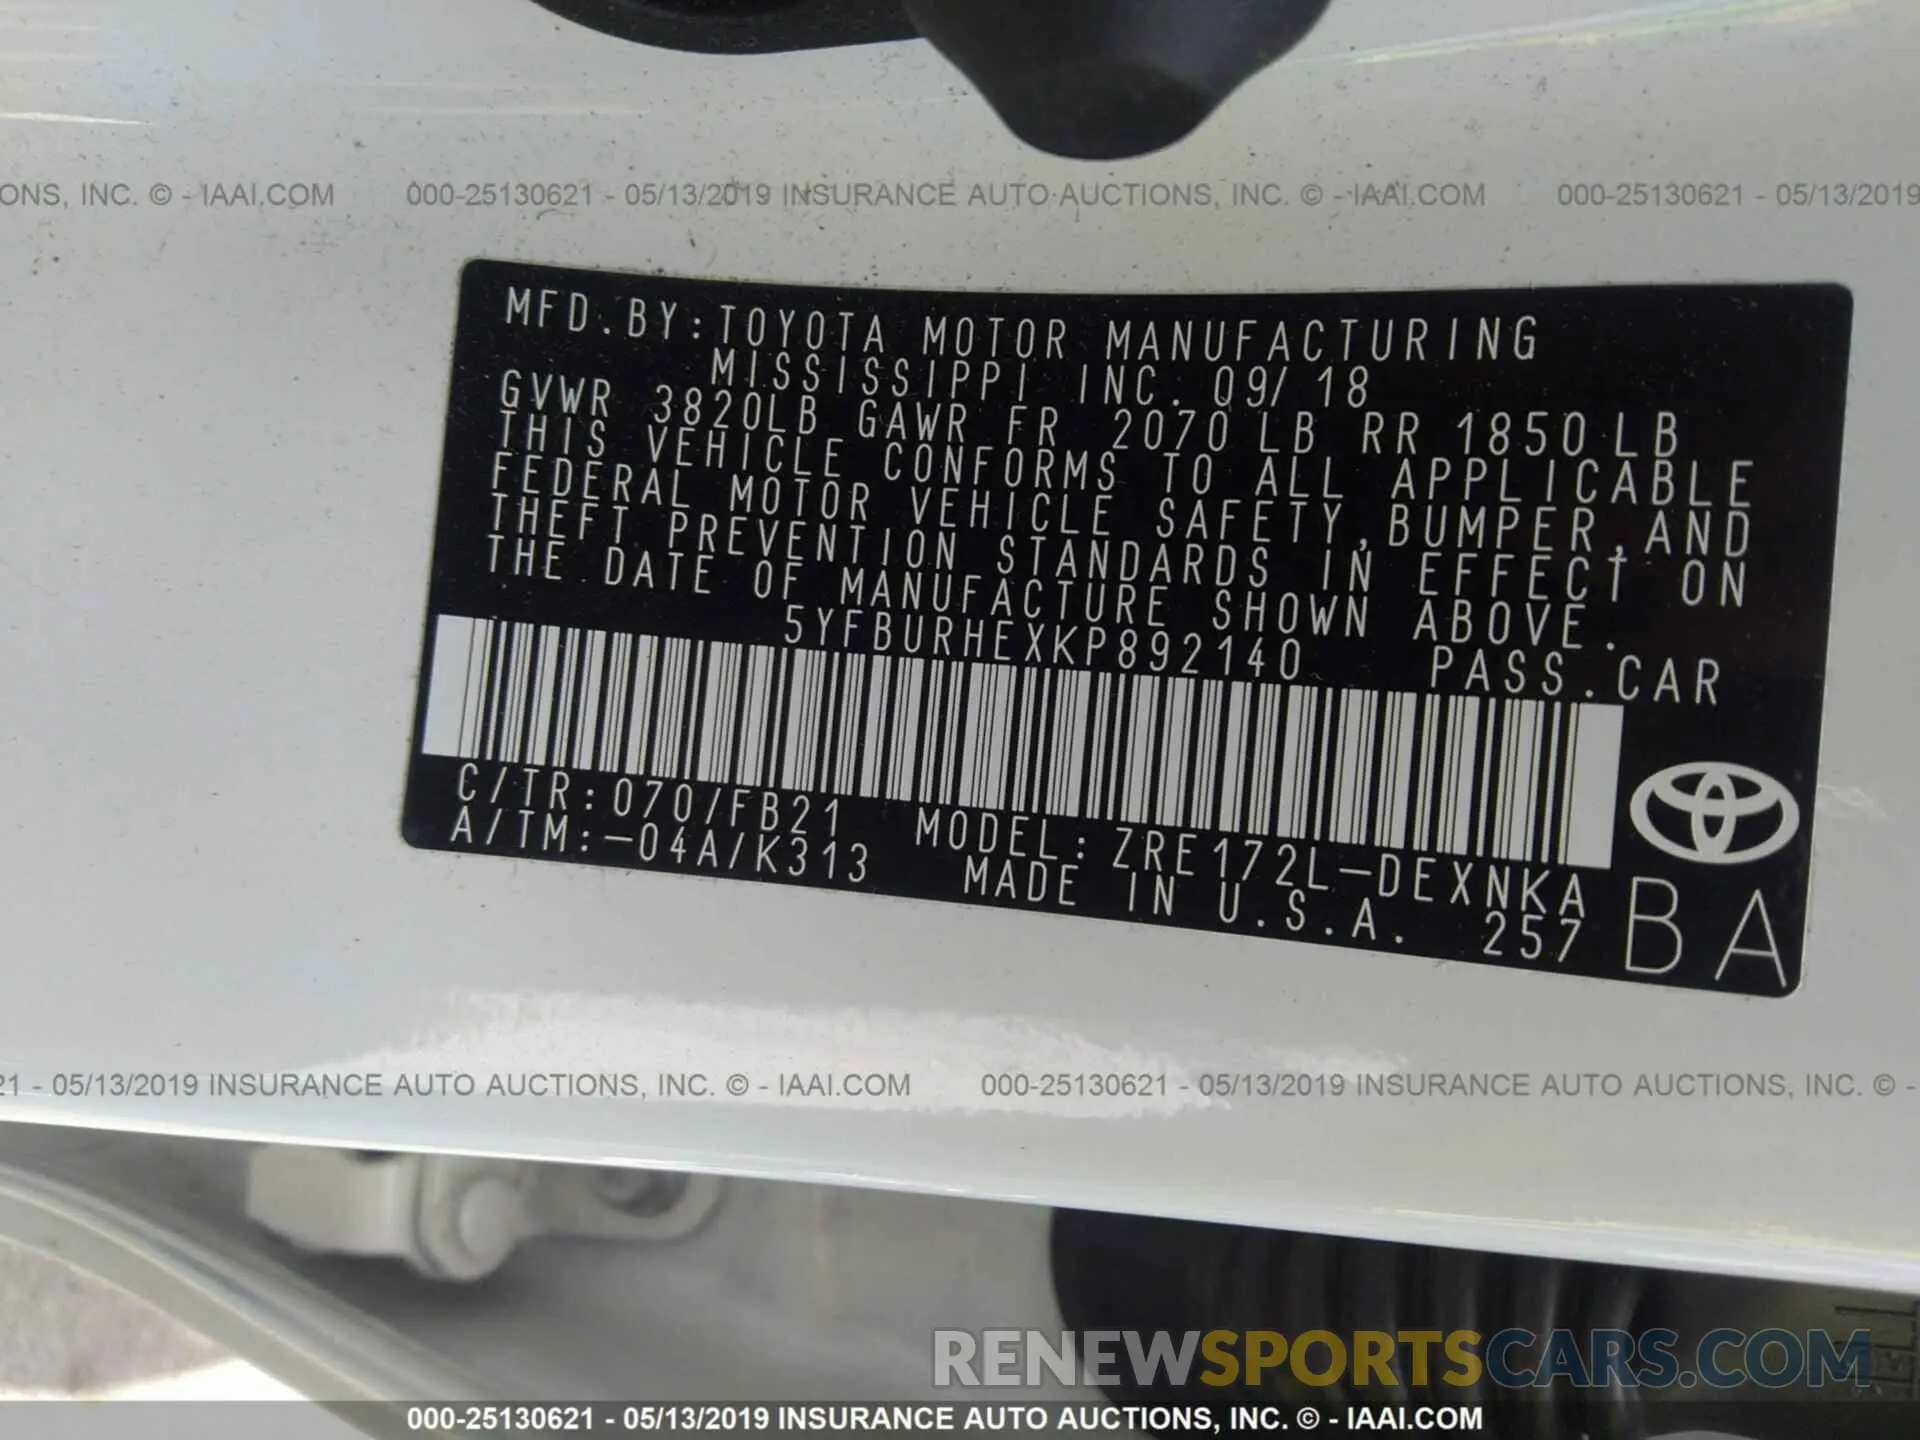 ONS, INC. © - IAAI.COM 000-25130621 - 05/13/2019 INSURANCE AUTO AUCTIONS, INC. © - IAAI.COM 000-25130621 - 05/13/2019
MFD.BY:TOYOTA MOTOR MANUFACTURING
MISSISSIPPI INC. 09/18
GVWR 3820LB GAWR FR 2070LB RR 1850LB
THIS VEHICLE CONFORMS TO ALL APPLICABLE
FEDERAL MOTOR VEHICLE SAFETY,BUMPER,AND
THEFT PREVENTION STANDARDS IN EFFECT ON
THE DATE OF MANUFACTURE SHOWN ABOVE.
5YFBURHEXKP892140 PASS.CAR
C/TR:070/FB21 MODEL:ZRE172L-DEXNKA
A/TM:-04A/K313 MADE IN U.S.A. 257
BA
21 - 05/13/2019 INSURANCE AUTO AUCTIONS, INC. © - IAAI.COM 000-25130621 - 05/13/2019 INSURANCE AUTO AUCTIONS, INC. © -
RENEWSPORTSCARS.COM
000-25130621 - 05/13/2019 INSURANCE AUTO AUCTIONS, INC. © - IAAI.COM